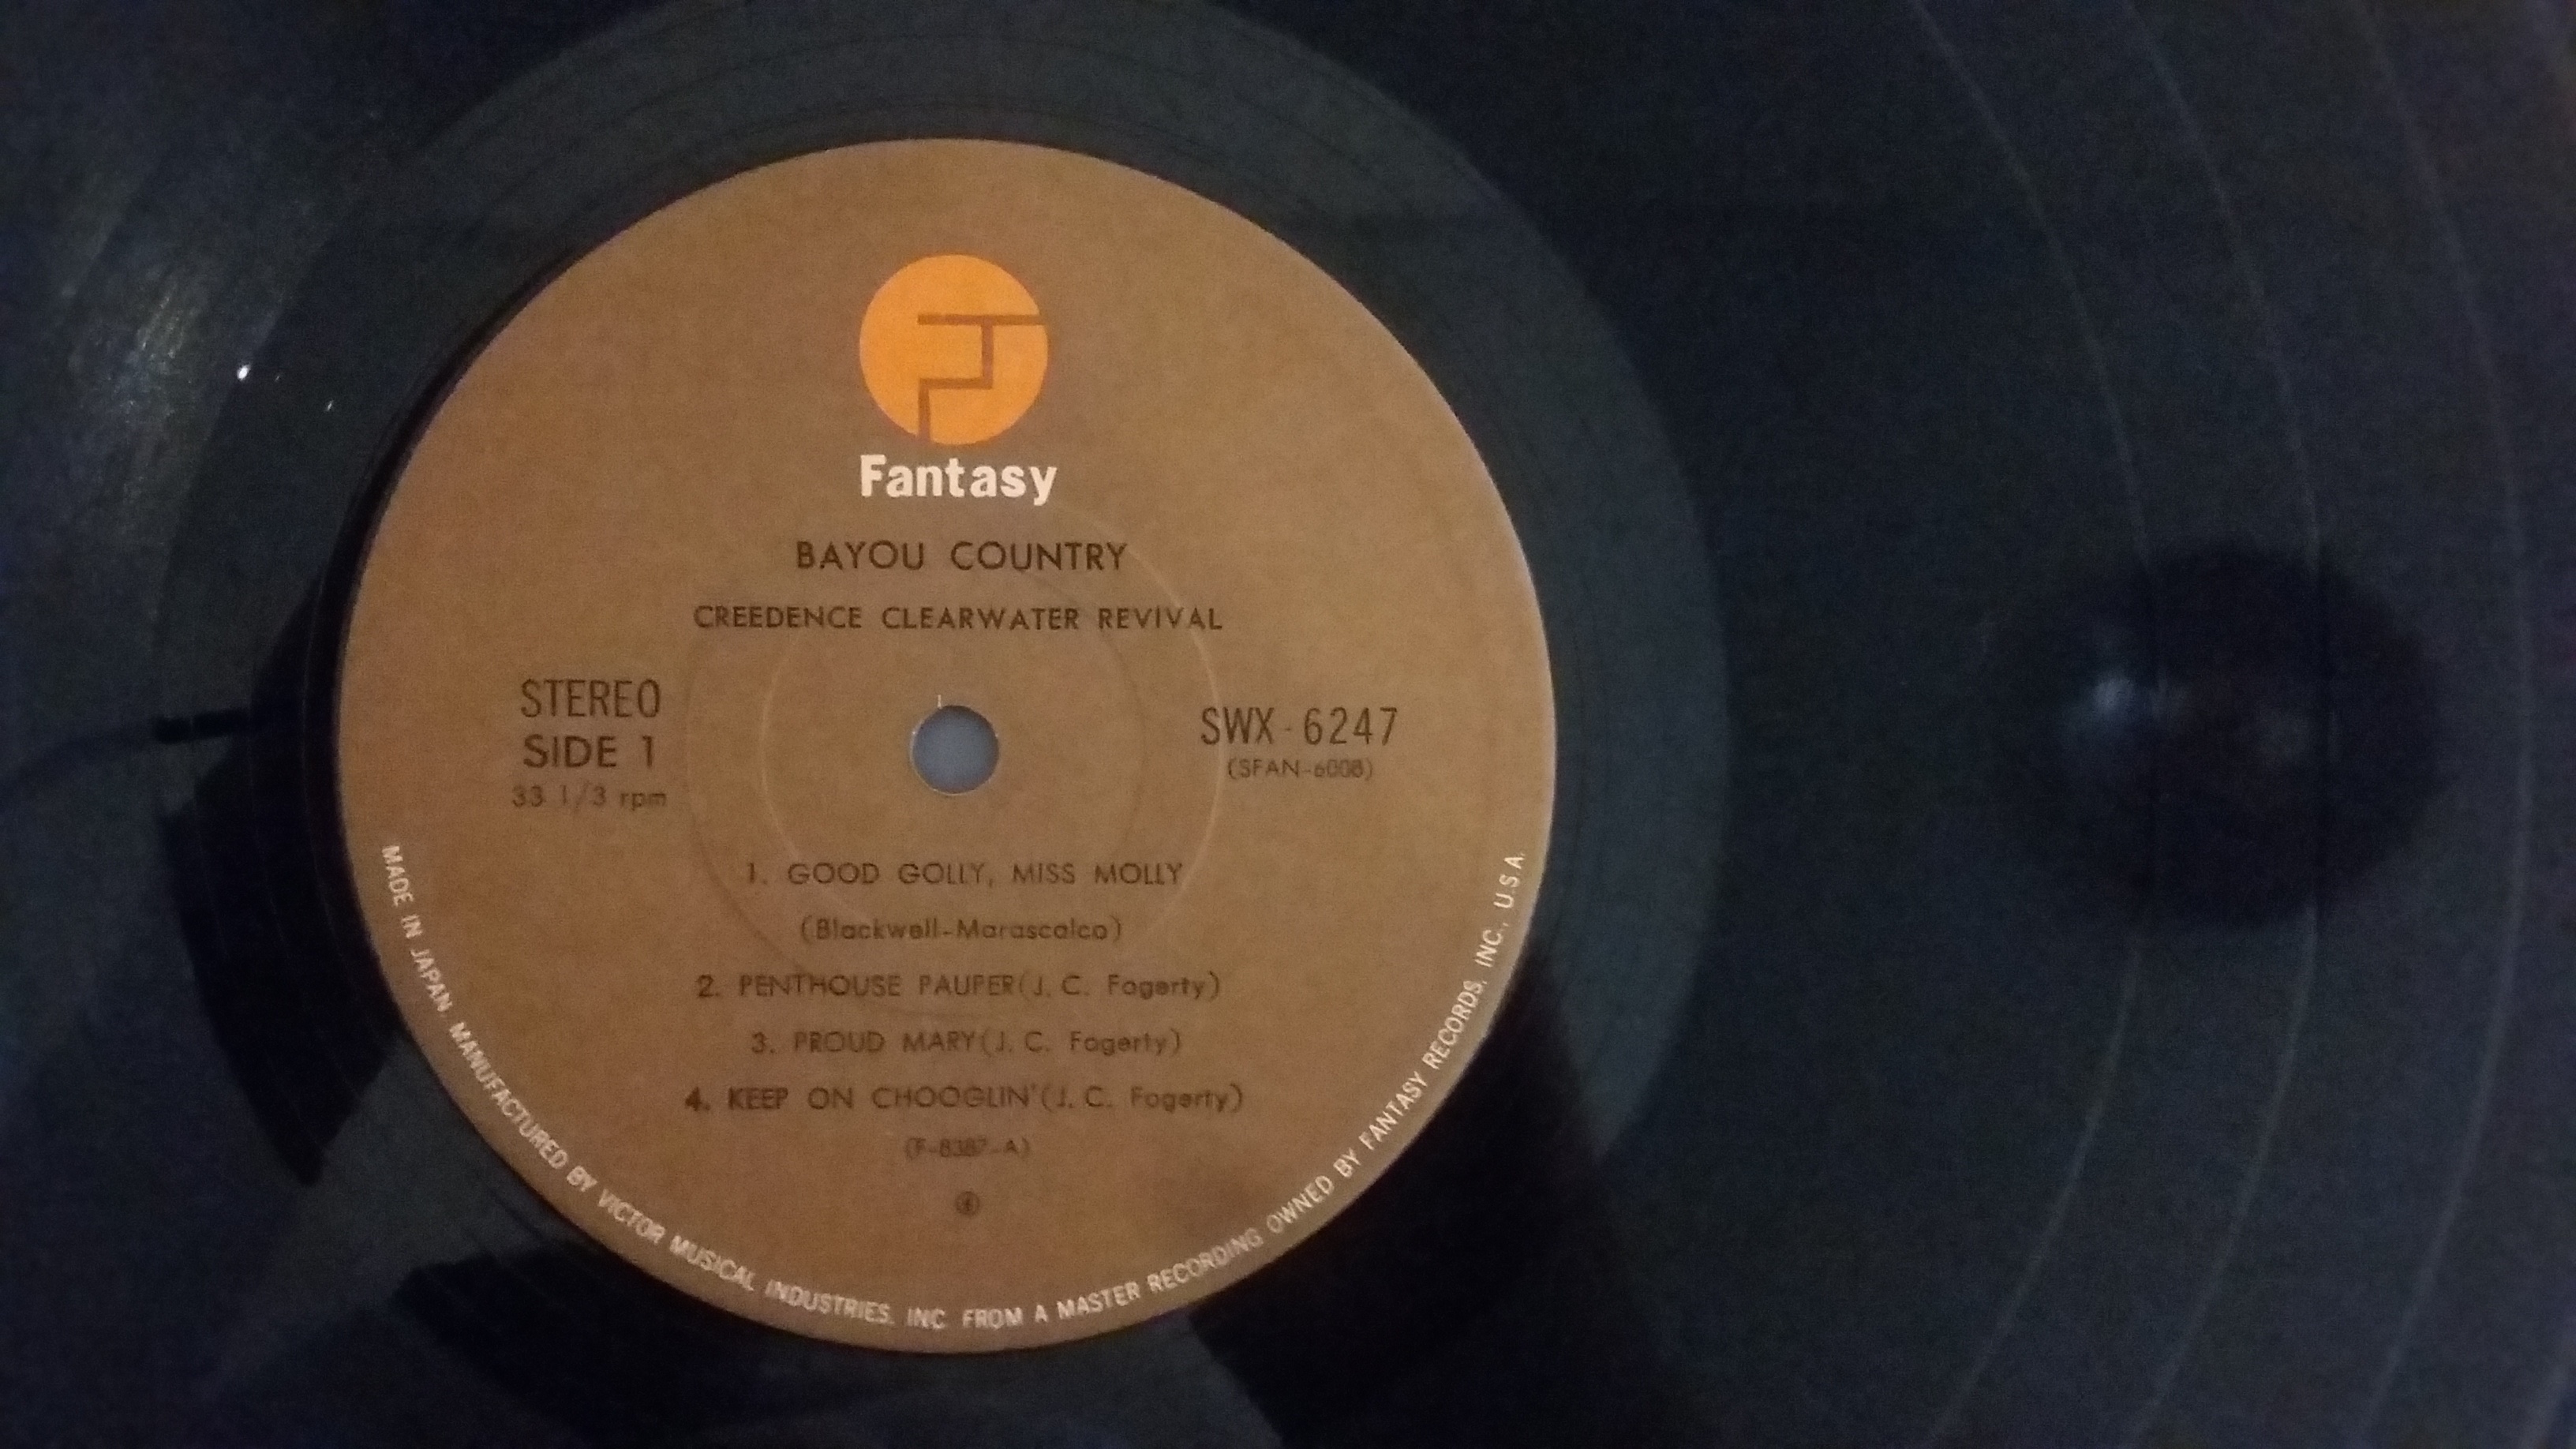 Fantasy
BAYOU COUNTRY
CREEDENCE CLEARWATER REVIVAL
STEREO
SIDE 1
33 1/3 rpm
SWX-6247
(SFAN-6008)
1. GOOD GOLLY, MISS MOLLY
(Blackwell-Marascalco)
2. PENTHOUSE PAUPER(J. C. Fogerty)
3. PROUD MARY(J. C. Fogerty)
4. KEEP ON CHOOGLIN'(J. C. Fogerty)
(F-8387-A)
MADE IN JAPAN. MANUFACTURED BY VICTOR MUSICAL INDUSTRIES, INC. FROM A MASTER RECORDING OWNED BY FANTASY RECORDS, INC., U.S.A.